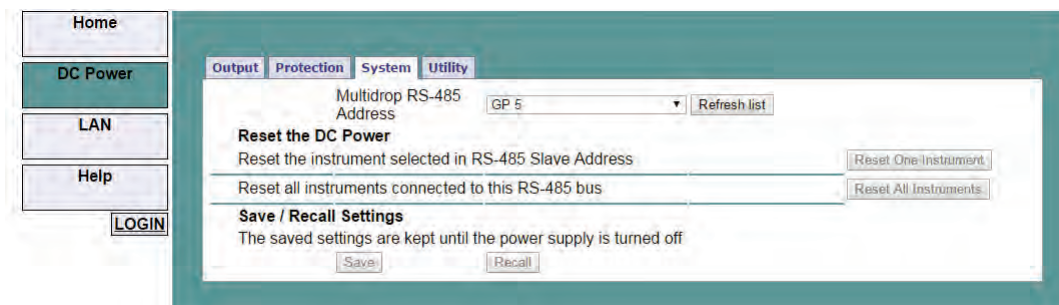 Home
DC Power
LAN
Help
LOGIN
Output Protection System Utility
Multidrop RS-485 Address GP 5 Refresh list
Reset the DC Power
Reset the instrument selected in RS-485 Slave Address Reset One Instrument
Reset all instruments connected to this RS-485 bus Reset All Instruments
Save / Recall Settings
The saved settings are kept until the power supply is turned off
Save Recall